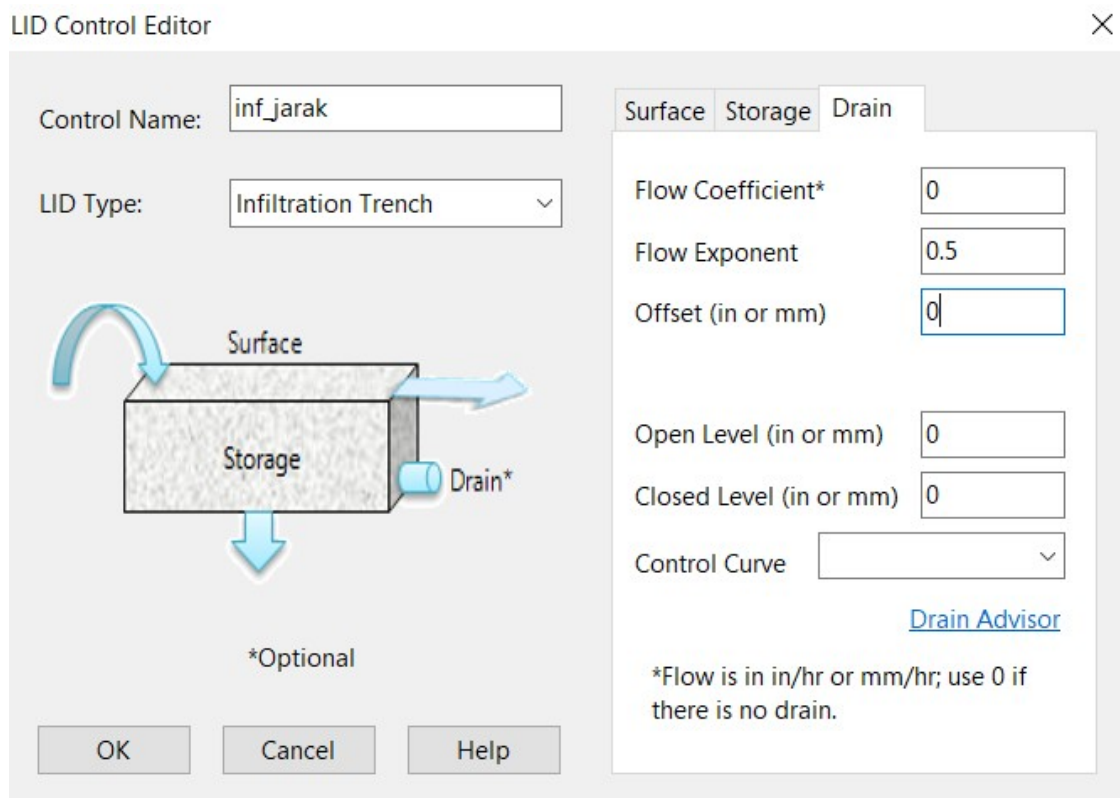 LID Control Editor
Control Name: inf_jarak
LID Type: Infiltration Trench
Surface
Storage
Drain*
*Optional
OK Cancel Help
Surface Storage Drain
Flow Coefficient* 0
Flow Exponent 0.5
Offset (in or mm) 0
Open Level (in or mm) 0
Closed Level (in or mm) 0
Control Curve
Drain Advisor
*Flow is in in/hr or mm/hr; use 0 if
there is no drain.